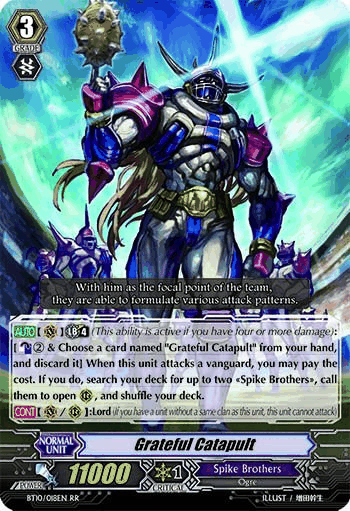 3
GRADE
With him as the focal point of the team,
they are able to formulate various attack patterns.
AUTO [ / ] LB4 (This ability is active if you have four or more damage):
[ ② & Choose a card named "Grateful Catapult" from your hand,
and discard it] When this unit attacks a vanguard, you may pay
the cost. If you do, search your deck for up to two «Spike Brothers», call
them to open , and shuffle your deck.
CONT [ / ]:Lord (If you have a unit without a same clan as this unit, this unit cannot attack)
NORMAL
UNIT
Grateful Catapult
POWER
11000
1
CRITICAL
Spike Brothers
Ogre
BT10/018EN RR
ILLUST / 増田幹生